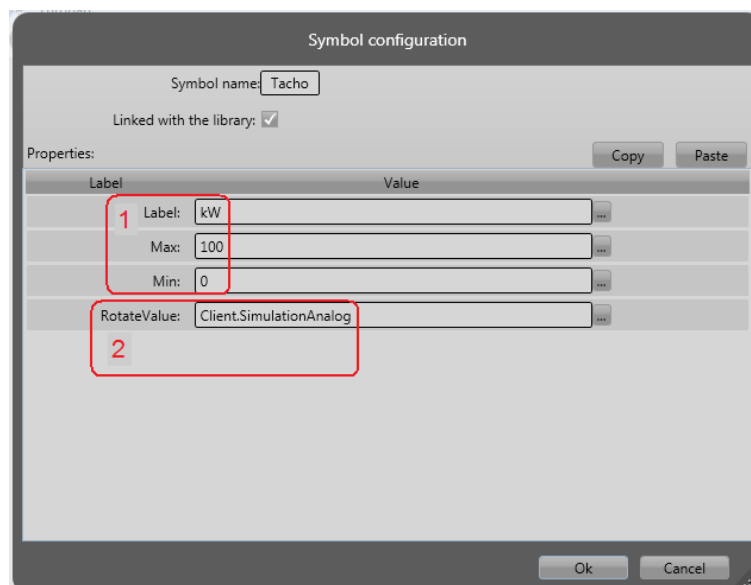 Symbol configuration
Symbol name: Tacho
Linked with the library:
Properties:
Copy Paste
Label Value
1
Label: kW ...
Max: 100 ...
Min: 0 ...
RotateValue: Client.SimulationAnalog ...
2
Ok Cancel